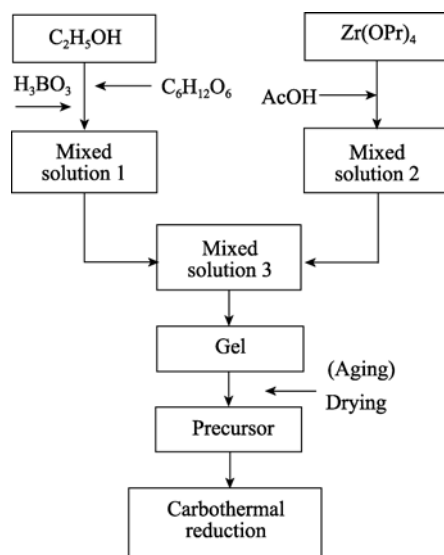 C₂H₅OH
Zr(OPr)₄
H₃BO₃
C₆H₁₂O₆
AcOH
Mixed
solution 1
Mixed
solution 2
Mixed
solution 3
Gel
(Aging)
Drying
Precursor
Carbothermal
reduction